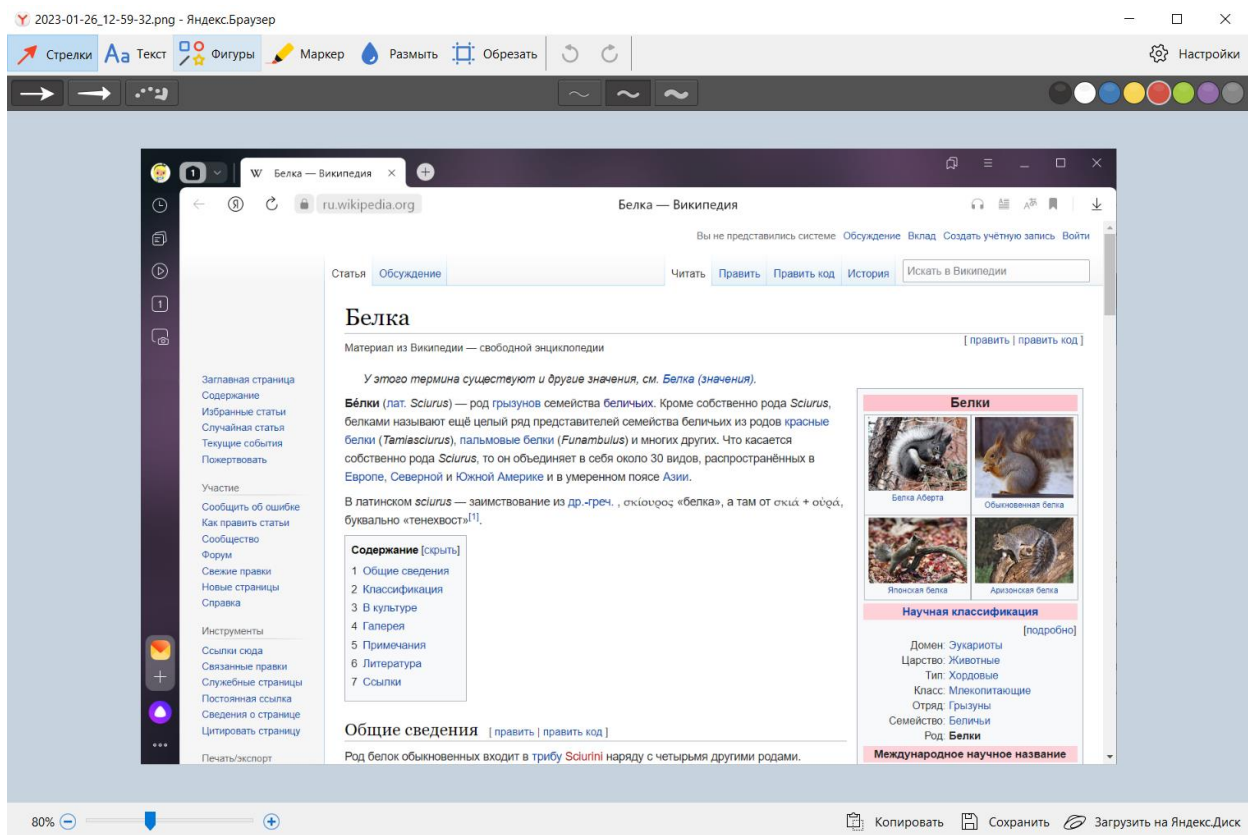 2023-01-26_12-59-32.png - Яндекс.Браузер
Стрелки Aa Текст Фигуры Маркер Размыть Обрезать Настройки
1 W Белка — Википедия
Я ru.wikipedia.org Белка — Википедия
Вы не представились системе Обсуждение Вклад Создать учётную запись Войти
Статья Обсуждение Читать Править Править код История Искать в Википедии
1
Белка
[ править | править код ]
Материал из Википедии — свободной энциклопедии
У этого термина существуют и другие значения, см. Белка (значения).
Бе́лки (лат. Sciurus) — род грызунов семейства беличьих. Кроме собственно рода Sciurus,
белками называют ещё целый ряд представителей семейства беличьих из родов красные
белки (Tamiasciurus), пальмовые белки (Funambulus) и многих других. Что касается
собственно рода Sciurus, то он объединяет в себя около 30 видов, распространённых в
Европе, Северной и Южной Америке и в умеренном поясе Азии.
В латинском sciurus — заимствование из др.-греч. , σκίουρος «белка», а там от σκιά + οὐρά,
буквально «тенехвост»[1].
Содержание [скрыть]
1 Общие сведения
2 Классификация
3 В культуре
4 Галерея
5 Примечания
6 Литература
7 Ссылки
Общие сведения [ править | править код ]
Род белок обыкновенных входит в трибу Sciurini наряду с четырьмя другими родами.
Заглавная страница
Содержание
Избранные статьи
Случайная статья
Текущие события
Пожертвовать
Участие
Сообщить об ошибке
Как править статьи
Сообщество
Форум
Свежие правки
Новые страницы
Справка
Инструменты
Ссылки сюда
Связанные правки
Служебные страницы
Постоянная ссылка
Сведения о странице
Цитировать страницу
Печать/экспорт
Белки
Белка Аберта Обыкновенная белка
Японская белка Аризонская белка
Научная классификация
[подробно]
Домен: Эукариоты
Царство: Животные
Тип: Хордовые
Класс: Млекопитающие
Отряд: Грызуны
Семейство: Беличьи
Род: Белки
Международное научное название
80% Копировать Сохранить Загрузить на Яндекс.Диск